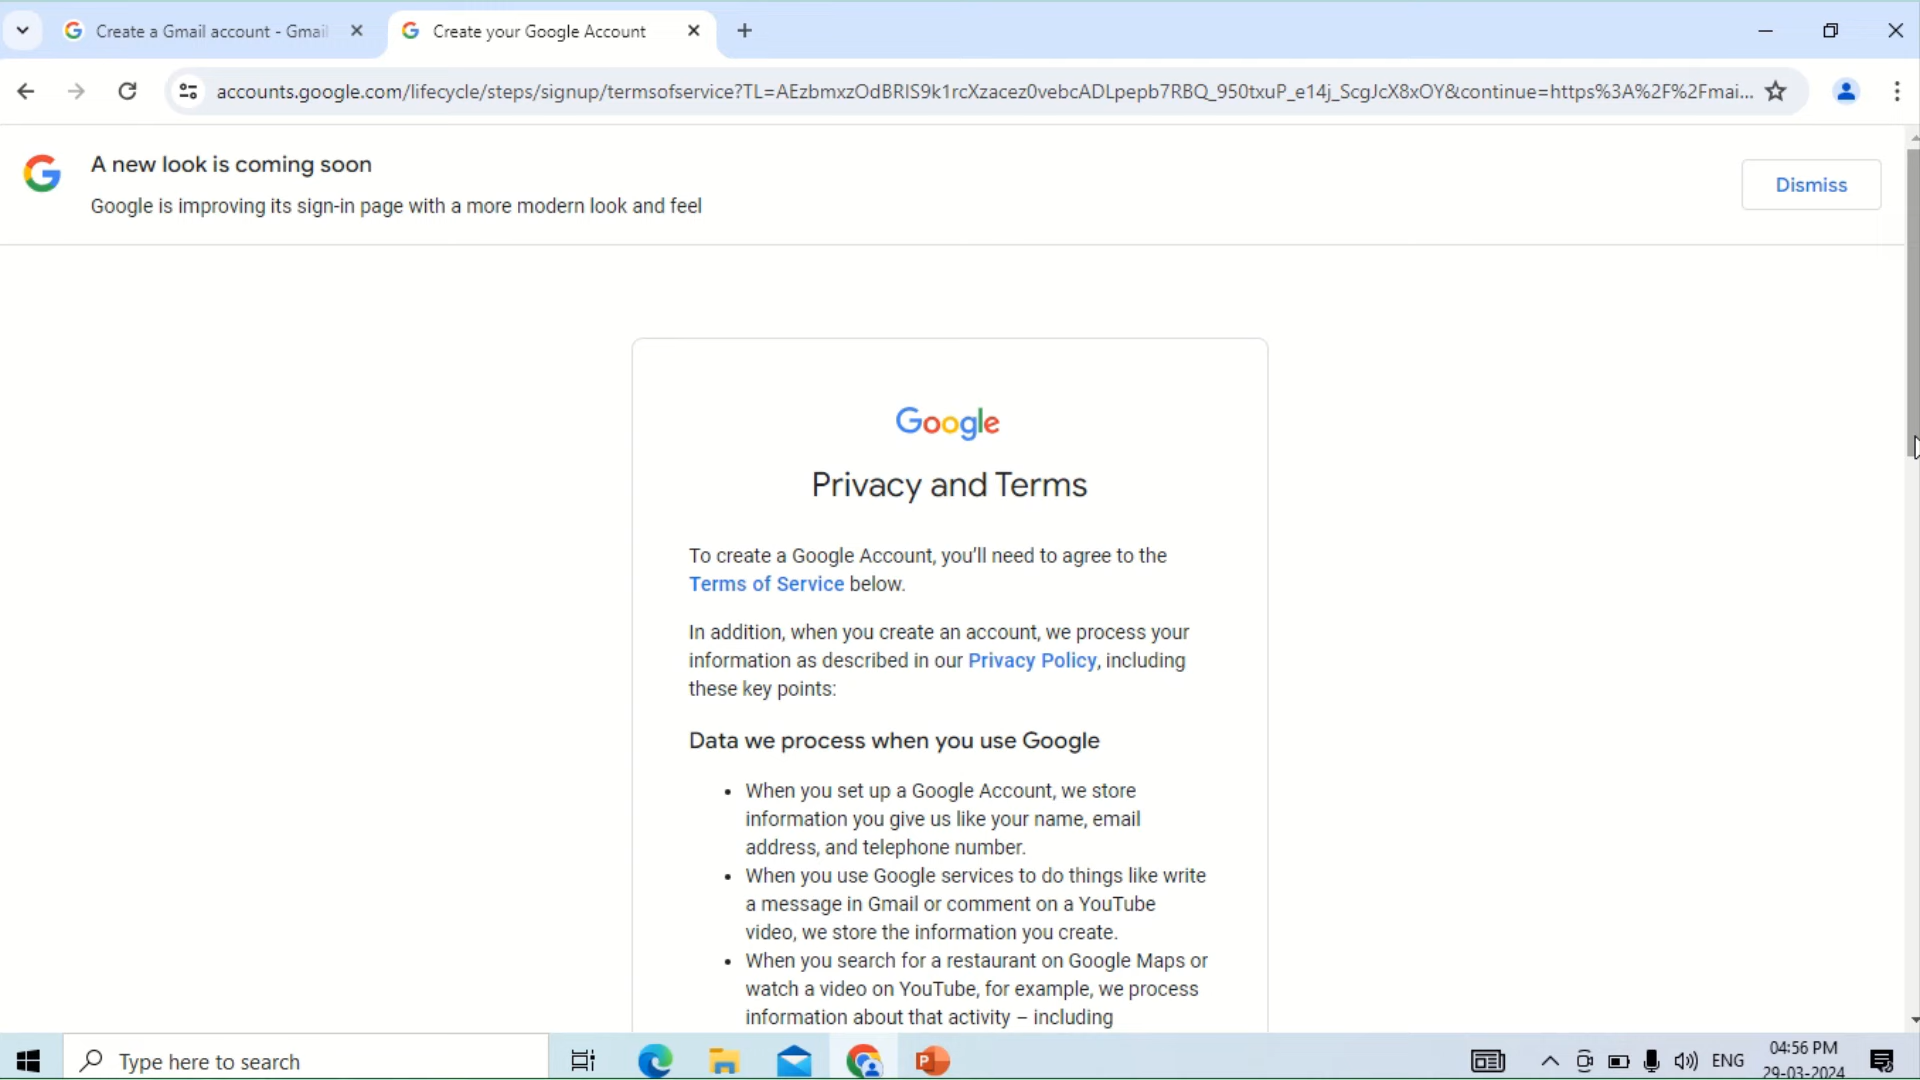 Create a Gmail account - Gmail
Create your Google Account
accounts.google.com/lifecycle/steps/signup/termsofservice?TL=AEzbmxzOdBRIS9k1rcXzacez0vebcADLpepb7RBQ_950txuP_e14j_ScgJcX8xOY&continue=https%3A%2F%2Fmai...
A new look is coming soon
Google is improving its sign-in page with a more modern look and feel
Dismiss
Google
Privacy and Terms
To create a Google Account, you'll need to agree to the
Terms of Service below.
In addition, when you create an account, we process your
information as described in our Privacy Policy, including
these key points:
Data we process when you use Google
• When you set up a Google Account, we store
information you give us like your name, email
address, and telephone number.
• When you use Google services to do things like write
a message in Gmail or comment on a YouTube
video, we store the information you create.
• When you search for a restaurant on Google Maps or
watch a video on YouTube, for example, we process
information about that activity – including
Type here to search
ENG
04:56 PM
29-03-2024